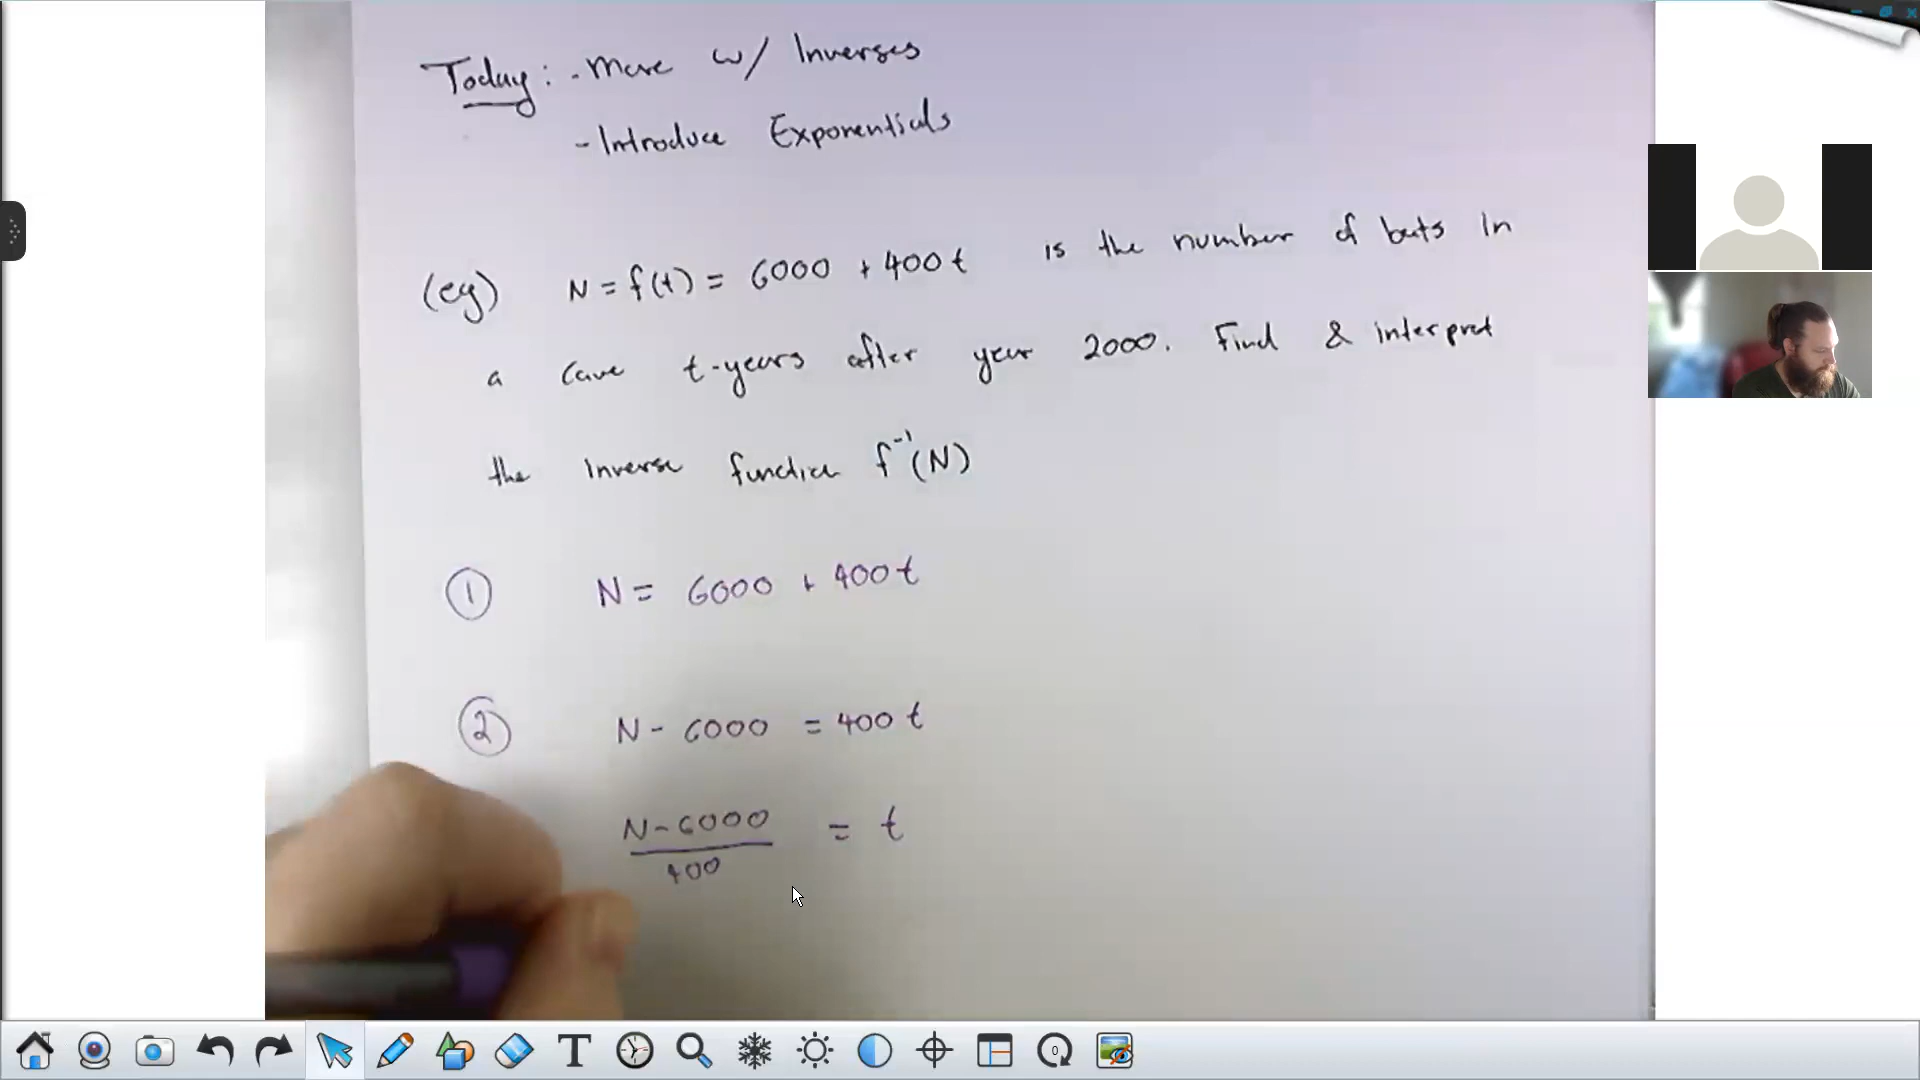 Today: - More w/ Inverses
- Introduce Exponentials
(eg) N = f(t) = 6000 + 400t is the number of bats in
a cave t-years after year 2000. Find & interpret
the inverse function f⁻¹(N)
① N = 6000 + 400t
② N - 6000 = 400t
N-6000
400
= t
T
0